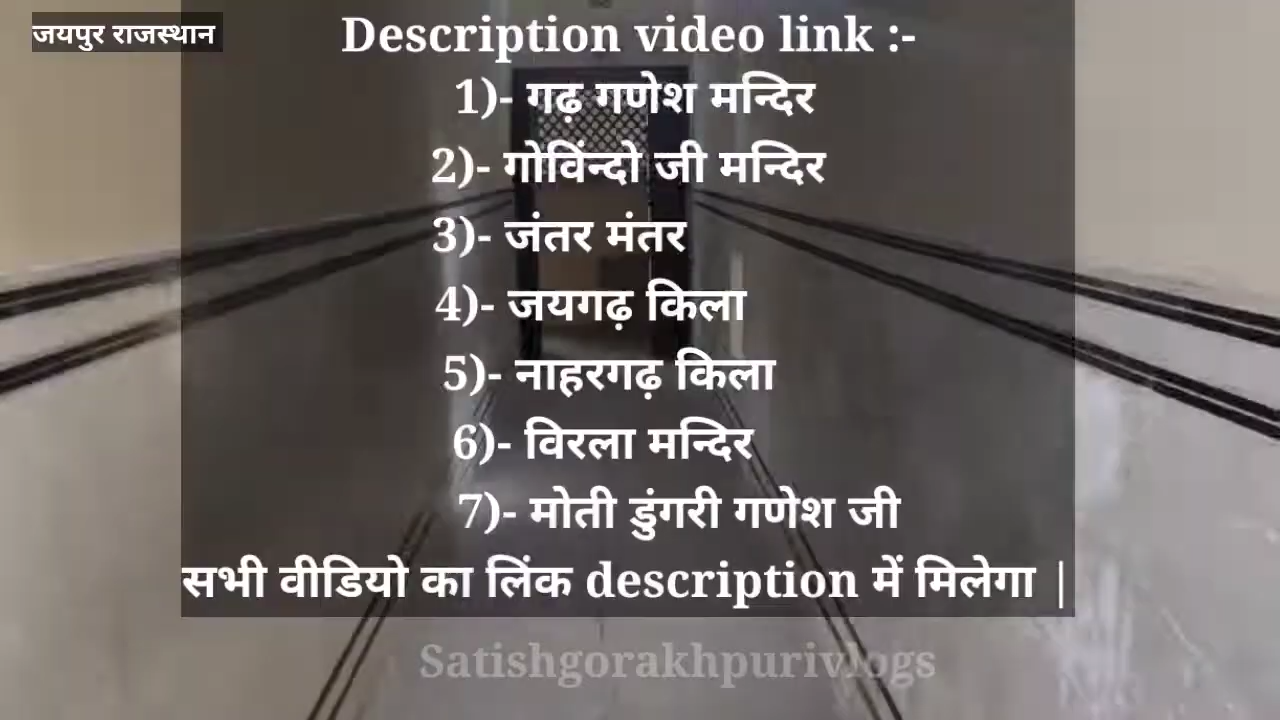 जयपुर राजस्थान
Description video link :-
1)- गढ़ गणेश मन्दिर
2)- गोविंन्दो जी मन्दिर
3)- जंतर मंतर
4)- जयगढ़ किला
5)- नाहरगढ़ किला
6)- विरला मन्दिर
7)- मोती डुंगरी गणेश जी
सभी वीडियो का लिंक description में मिलेगा |
Satishgorakhpurivlogs